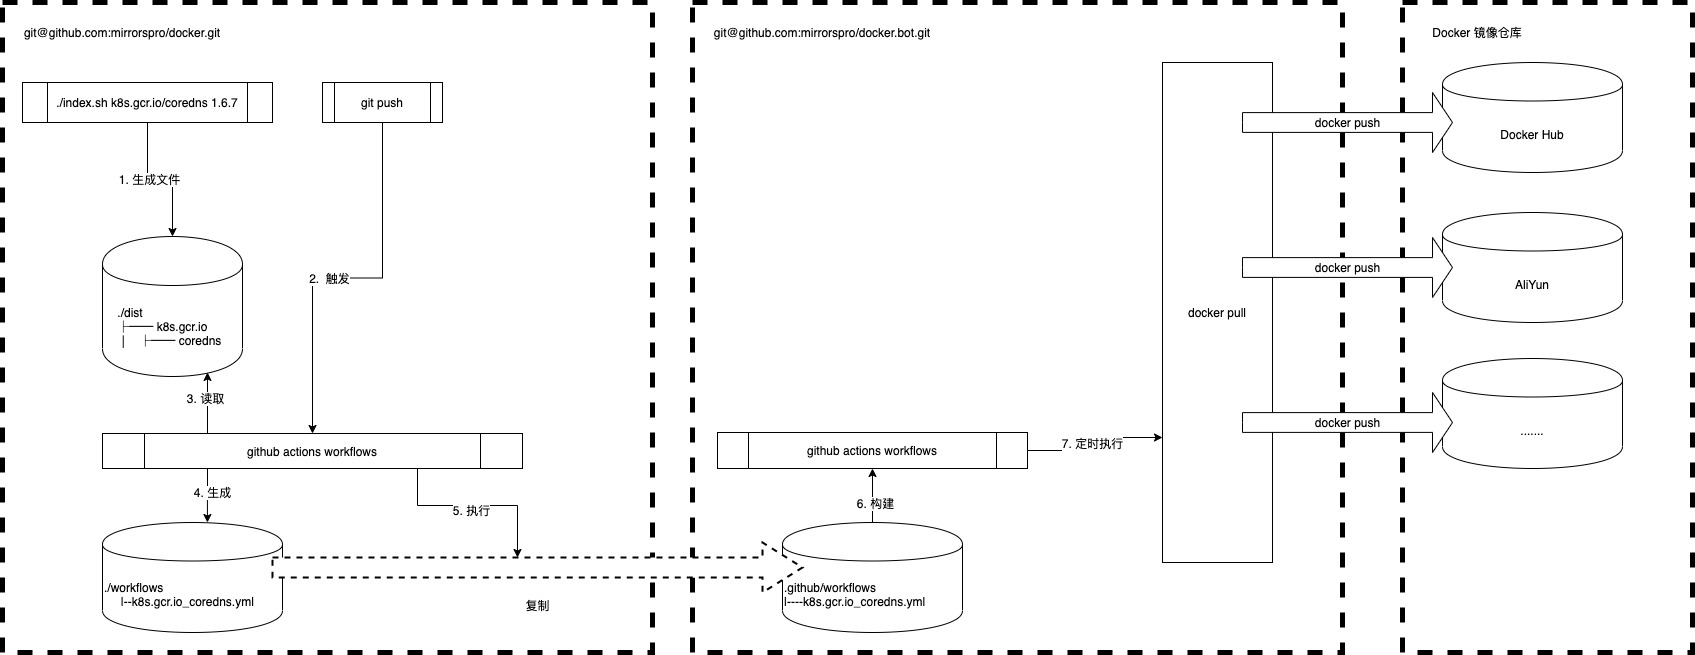 git@github.com:mirrorspro/docker.git
./index.sh k8s.gcr.io/coredns 1.6.7
git push
1. 生成文件
2. 触发
./dist
├── k8s.gcr.io
│ ├── coredns
3. 读取
github actions workflows
4. 生成
5. 执行
./workflows
|--k8s.gcr.io_coredns.yml
复制
git@github.com:mirrorspro/docker.bot.git
github actions workflows
6. 构建
.github/workflows
|----k8s.gcr.io_coredns.yml
7. 定时执行
docker pull
docker push
docker push
docker push
Docker 镜像仓库
Docker Hub
AliYun
.......